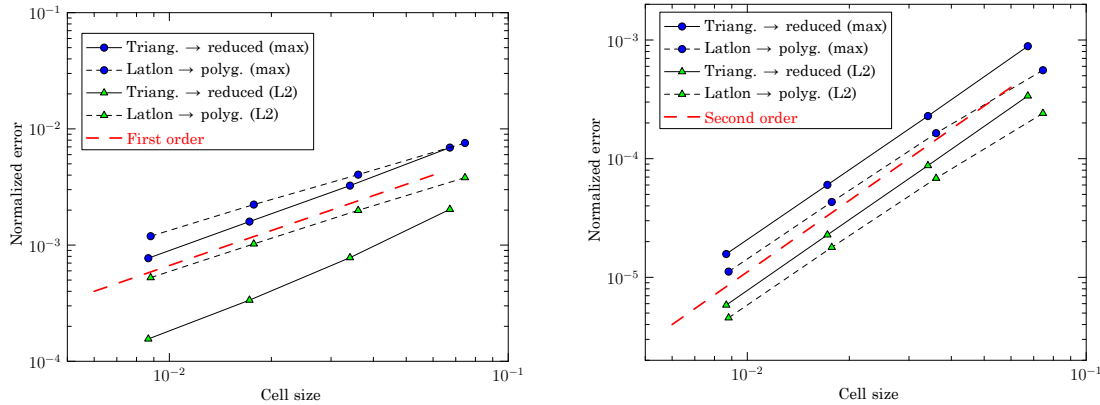 10⁻¹
10⁻²
10⁻³
10⁻⁴
Normalized error
Triang. → reduced (max)
Latlon → polyg. (max)
Triang. → reduced (L2)
Latlon → polyg. (L2)
First order
10⁻² 10⁻¹
Cell size
10⁻³
10⁻⁴
10⁻⁵
Normalized error
Triang. → reduced (max)
Latlon → polyg. (max)
Triang. → reduced (L2)
Latlon → polyg. (L2)
Second order
10⁻² 10⁻¹
Cell size